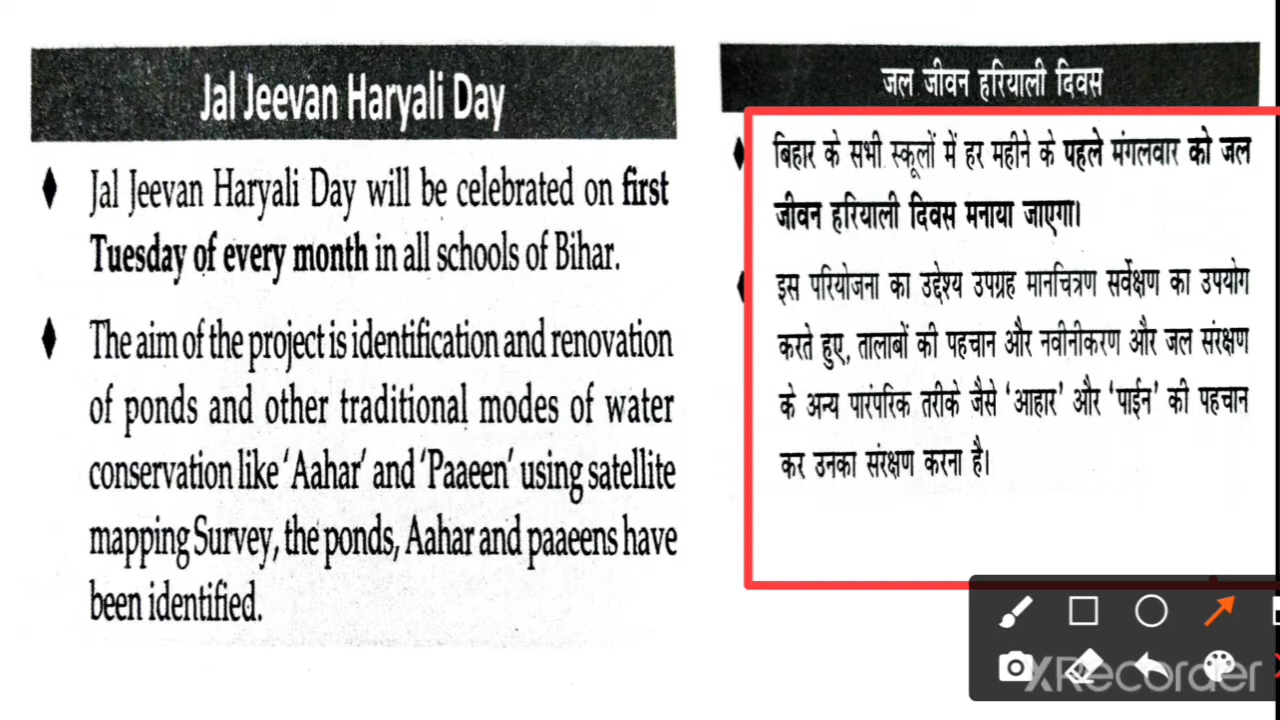 Jal Jeevan Haryali Day
Jal Jeevan Haryali Day will be celebrated on first
Tuesday of every month in all schools of Bihar.
The aim of the project is identification and renovation
of ponds and other traditional modes of water
conservation like ‘Aahar’ and ‘Paaeen’ using satellite
mapping Survey, the ponds, Aahar and paaeens have
been identified.
जल जीवन हरियाली दिवस
बिहार के सभी स्कूलों में हर महीने के पहले मंगलवार को जल
जीवन हरियाली दिवस मनाया जाएगा।
इस परियोजना का उद्देश्य उपग्रह मानचित्रण सर्वेक्षण का उपयोग
करते हुए, तालाबों की पहचान और नवीनीकरण और जल संरक्षण
के अन्य पारंपरिक तरीके जैसे ‘आहार’ और ‘पाईन’ की पहचान
कर उनका संरक्षण करना है।
XRecorder